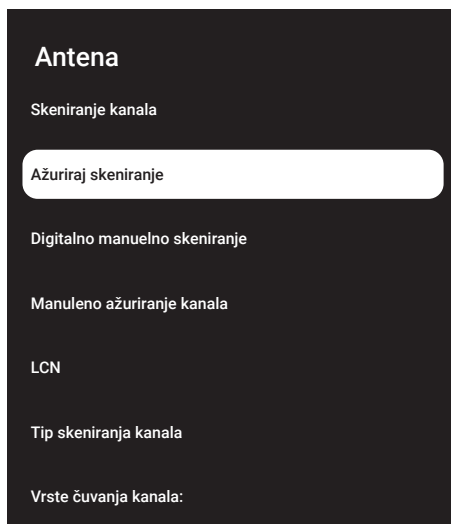 Antena
Skeniranje kanala
Ažuriraj skeniranje
Digitalno manuelno skeniranje
Manuleno ažuriranje kanala
LCN
Tip skeniranja kanala
Vrste čuvanja kanala: